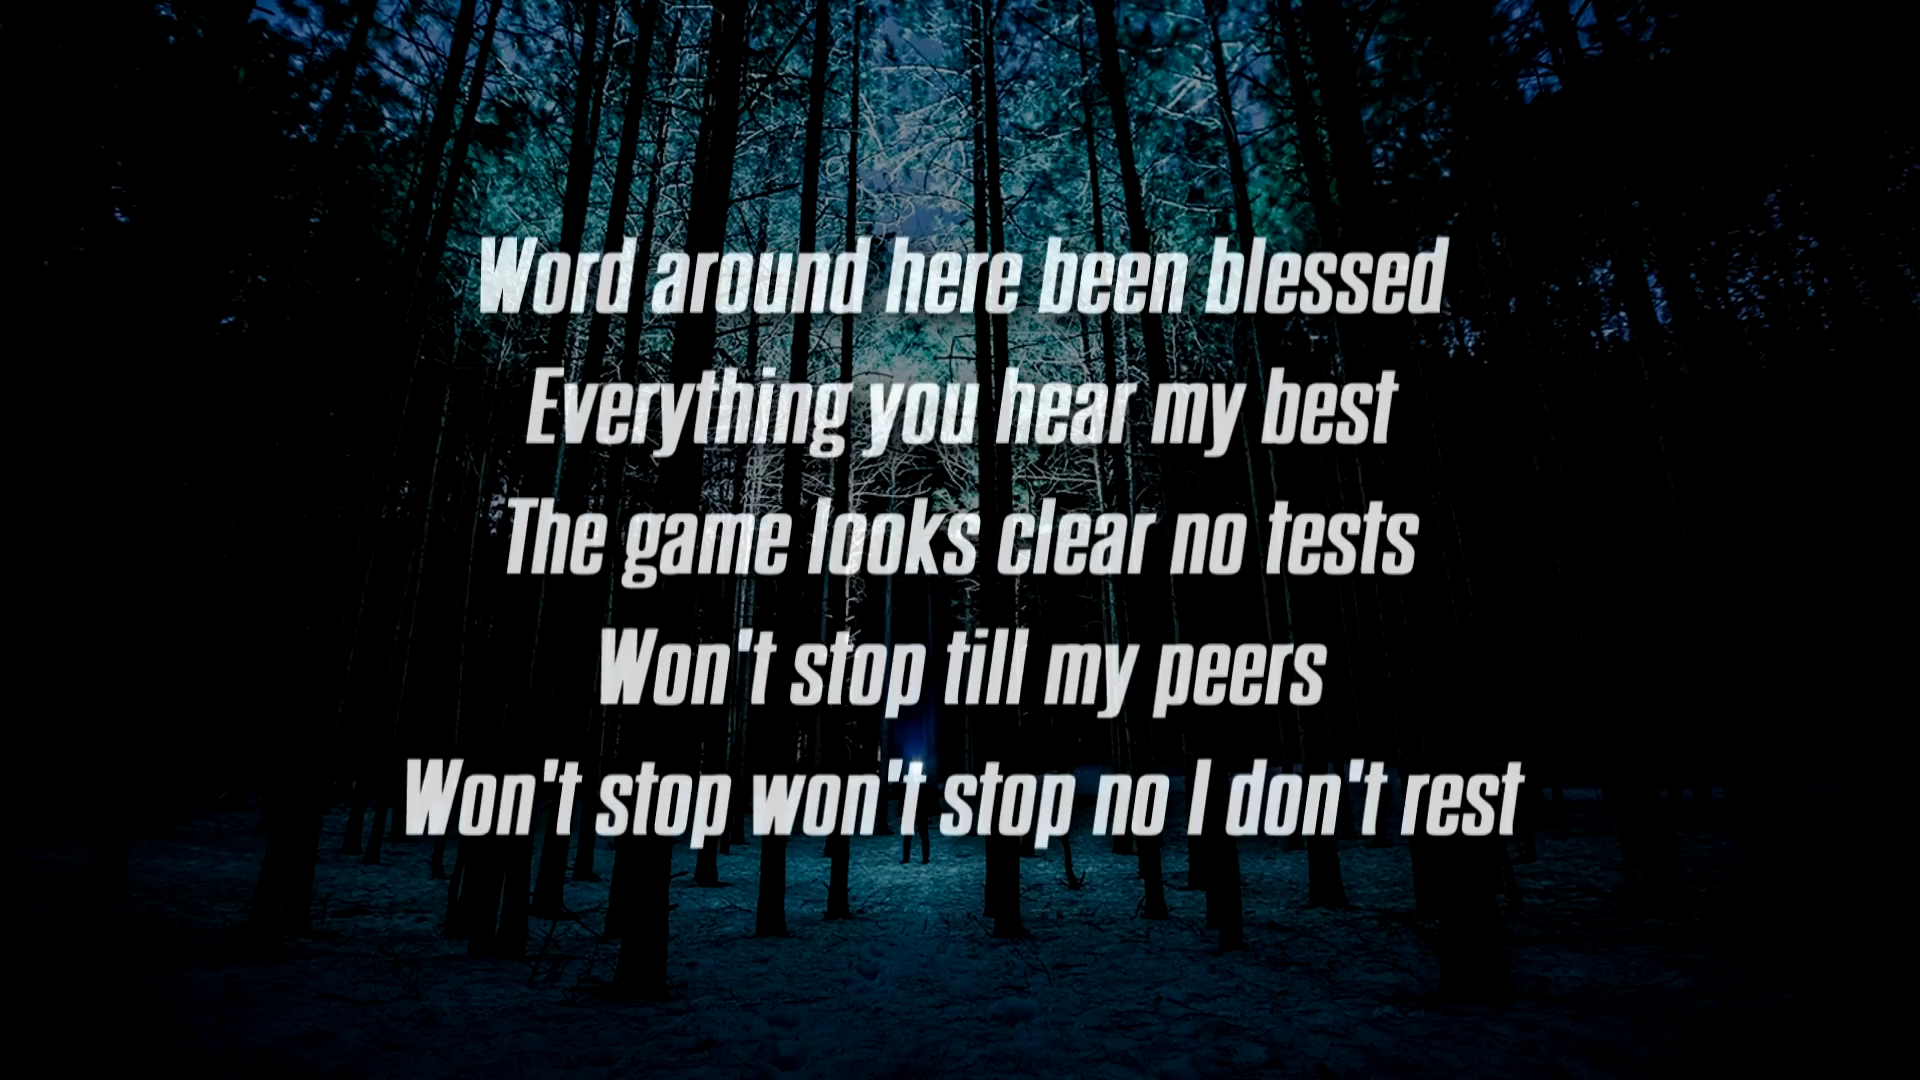 Word around here been blessed
Everything you hear my best
The game looks clear no tests
Won't stop till my peers
Won't stop won't stop no I don't rest